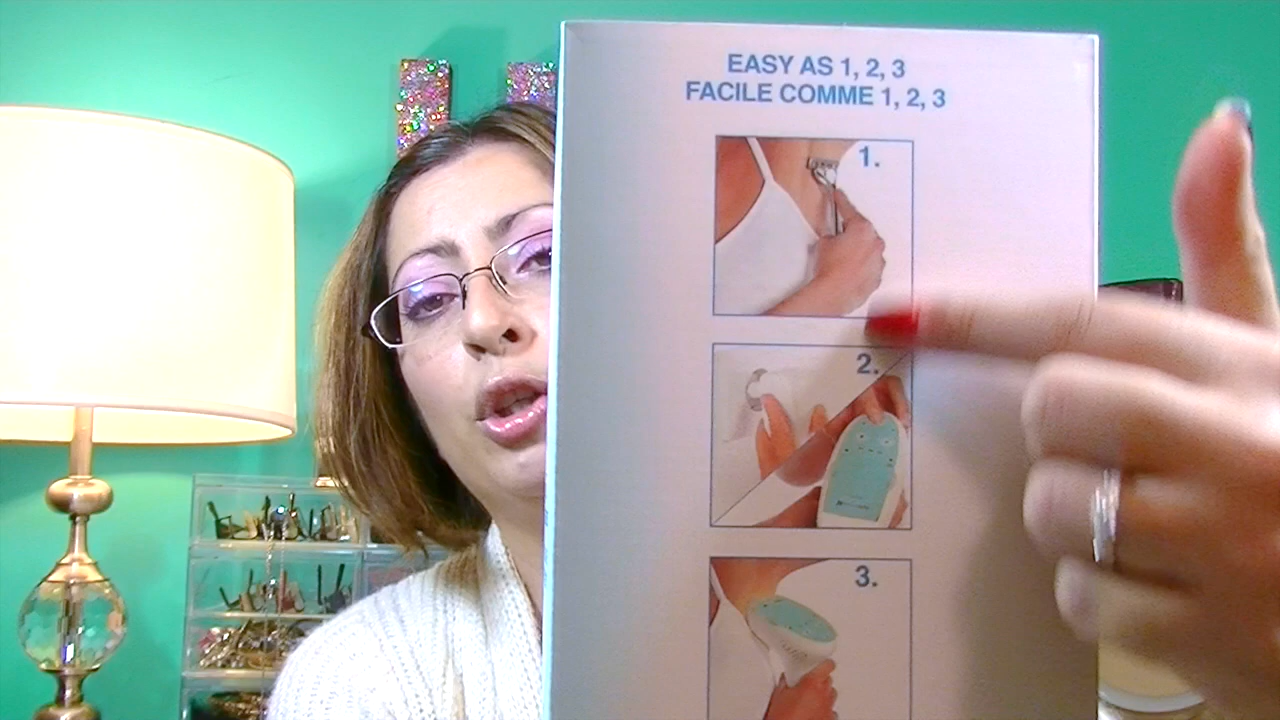 EASY AS 1, 2, 3
FACILE COMME 1, 2, 3
1.
2.
3.